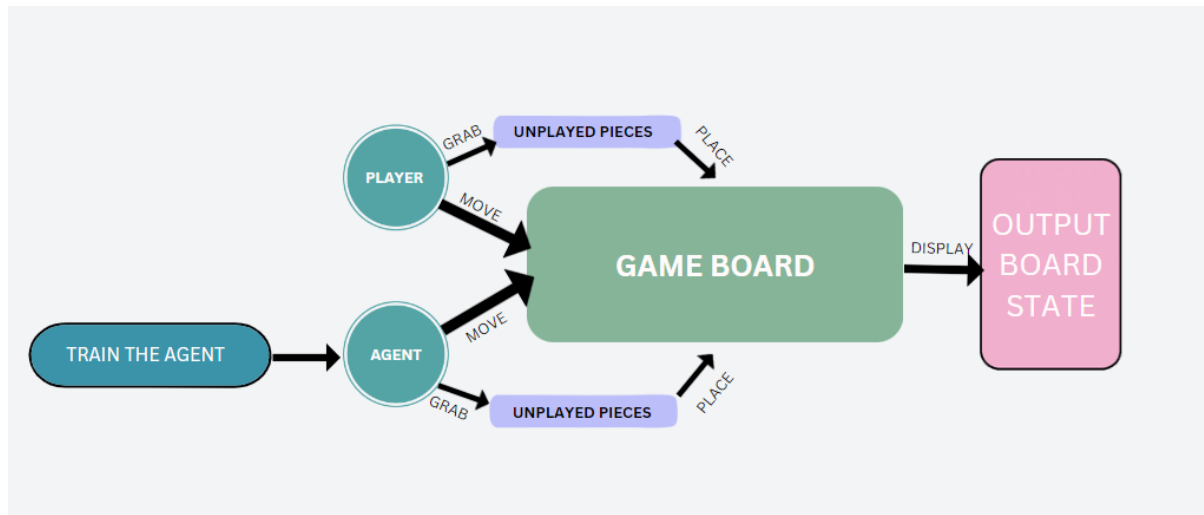 GRAB
UNPLAYED PIECES
PLACE
PLAYER
MOVE
GAME BOARD
DISPLAY
OUTPUT
BOARD
STATE
TRAIN THE AGENT
AGENT
MOVE
GRAB
UNPLAYED PIECES
PLACE